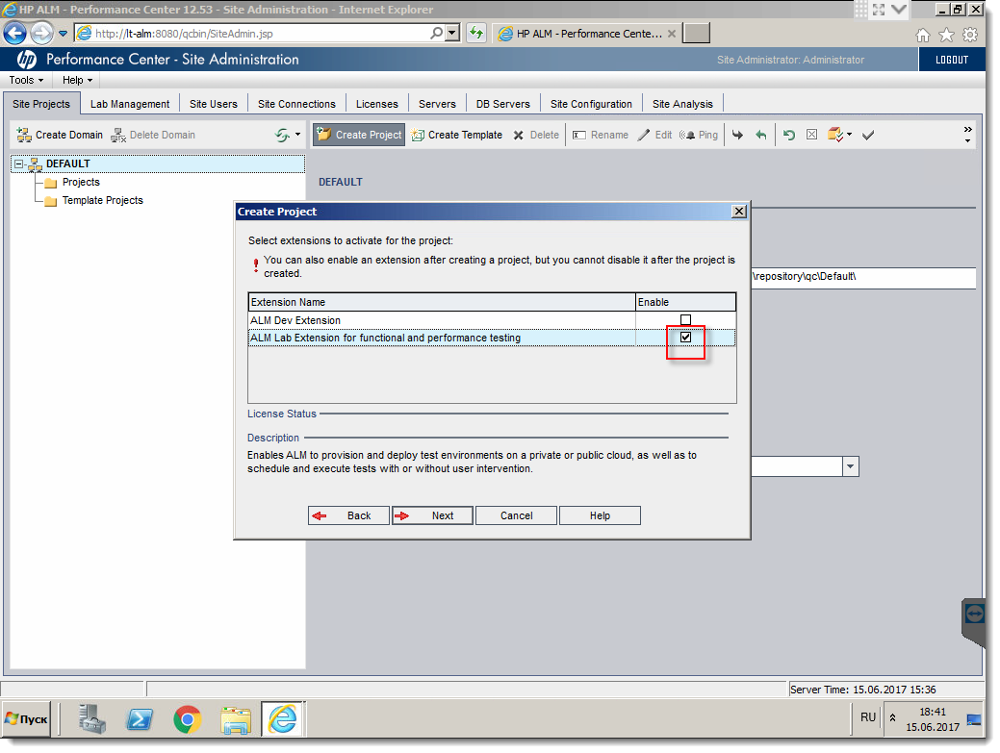 HP ALM - Performance Center 12.53 - Site Administration - Internet Explorer
http://lt-alm:8080/qcbin/SiteAdmin.jsp
HP ALM - Performance Cente...
hp Performance Center - Site Administration
Site Administrator: Administrator
LOGOUT
Tools Help
Site Projects Lab Management Site Users Site Connections Licenses Servers DB Servers Site Configuration Site Analysis
Create Domain Delete Domain
Create Project Create Template Delete Rename Edit Ping
DEFAULT
Projects
Template Projects
DEFAULT
\repository\qc\Default\
Create Project
Select extensions to activate for the project:
You can also enable an extension after creating a project, but you cannot disable it after the project is
created.
Extension Name Enable
ALM Dev Extension
ALM Lab Extension for functional and performance testing
License Status
Description
Enables ALM to provision and deploy test environments on a private or public cloud, as well as to
schedule and execute tests with or without user intervention.
Back Next Cancel Help
Server Time: 15.06.2017 15:36
Пуск
RU
18:41
15.06.2017